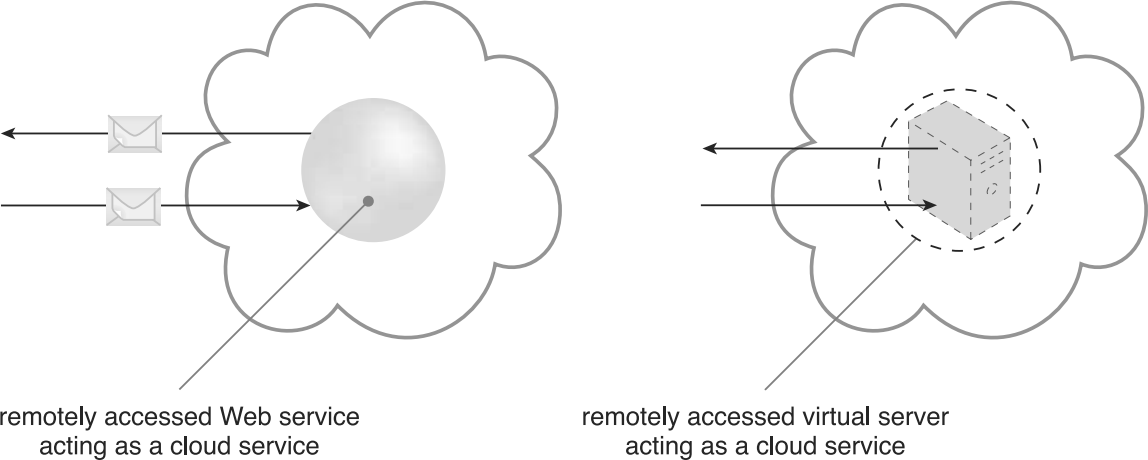 remotely accessed Web service
acting as a cloud service
remotely accessed virtual server
acting as a cloud service